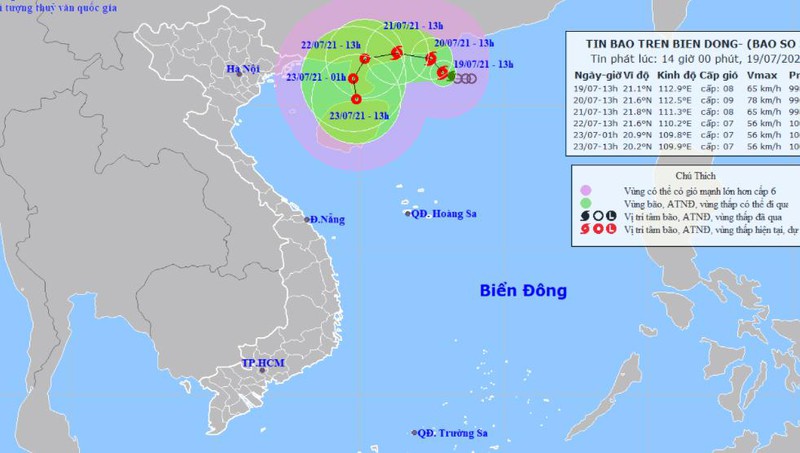 i tượng thuỷ văn quốc gia
TIN BAO TREN BIEN DONG- (BAO SO
Tin phát lúc: 14 giờ 00 phút, 19/07/202
Ngày-giờ Vĩ độ Kinh độ Cấp gió Vmax
19/07-13h 21.1°N 112.9°E cấp: 08 65 km/h 99
20/07-13h 21.6°N 112.5°E cấp: 09 78 km/h 99
21/07-13h 21.8°N 111.3°E cấp: 08 65 km/h 99
22/07-13h 21.6°N 110.2°E cấp: 07 56 km/h 10
23/07-01h 20.9°N 109.8°E cấp: 07 56 km/h 10
23/07-13h 20.2°N 109.9°E cấp: 07 56 km/h 10
Chú Thích
Vùng có thể có gió mạnh lớn hơn cấp 6
Vùng bão, ATNĐ, vùng thấp có thể đi qua
Vị trí tâm bão, ATNĐ, vùng thấp đã qua
Vị trí tâm bão, ATNĐ, vùng thấp hiện tại, dự
21/07/21 - 13h
22/07/21 - 13h
20/07/21 - 13h
19/07/21 - 13h
23/07/21 - 01h
23/07/21 - 13h
Hà Nội
Đ.Nẵng
QĐ. Hoàng Sa
Biển Đông
TP.HCM
QĐ. Trường Sa